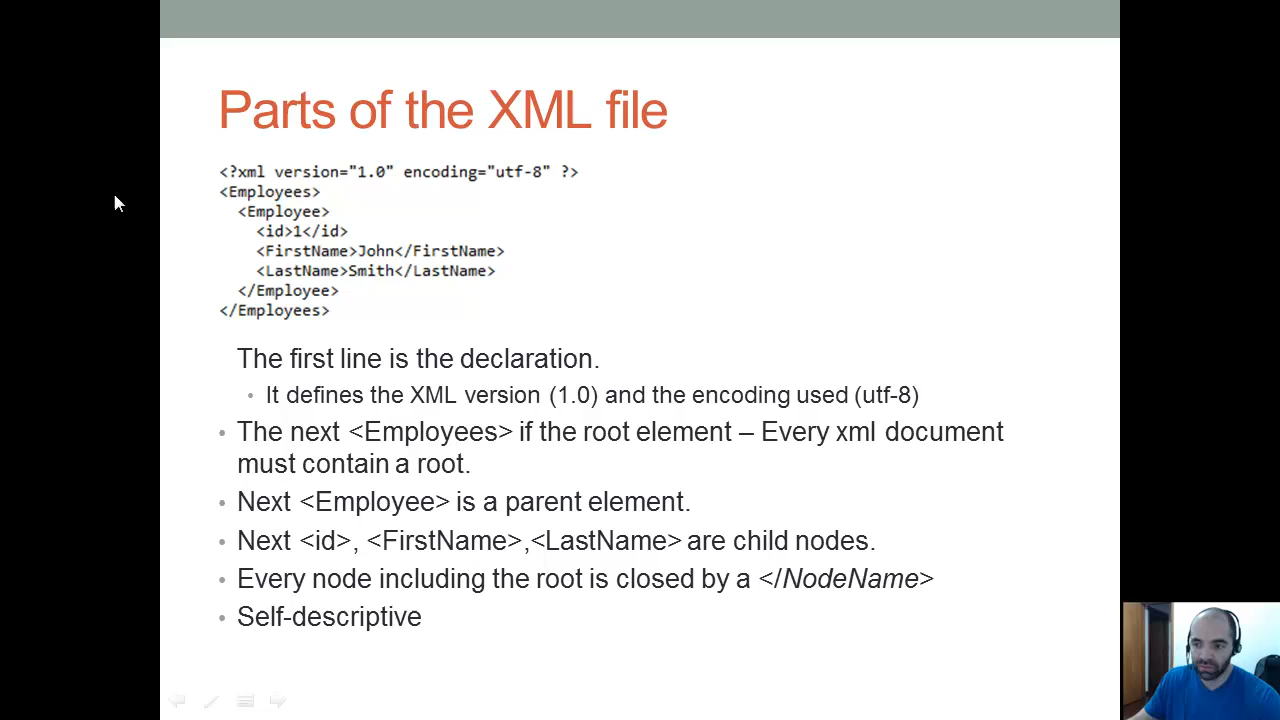 Parts of the XML file
<?xml version="1.0" encoding="utf-8" ?>
<Employees>
<Employee>
<id>1</id>
<FirstName>John</FirstName>
<LastName>Smith</LastName>
</Employee>
</Employees>
The first line is the declaration.
• It defines the XML version (1.0) and the encoding used (utf-8)
• The next <Employees> if the root element – Every xml document
must contain a root.
• Next <Employee> is a parent element.
• Next <id>, <FirstName>,<LastName> are child nodes.
• Every node including the root is closed by a </NodeName>
• Self-descriptive